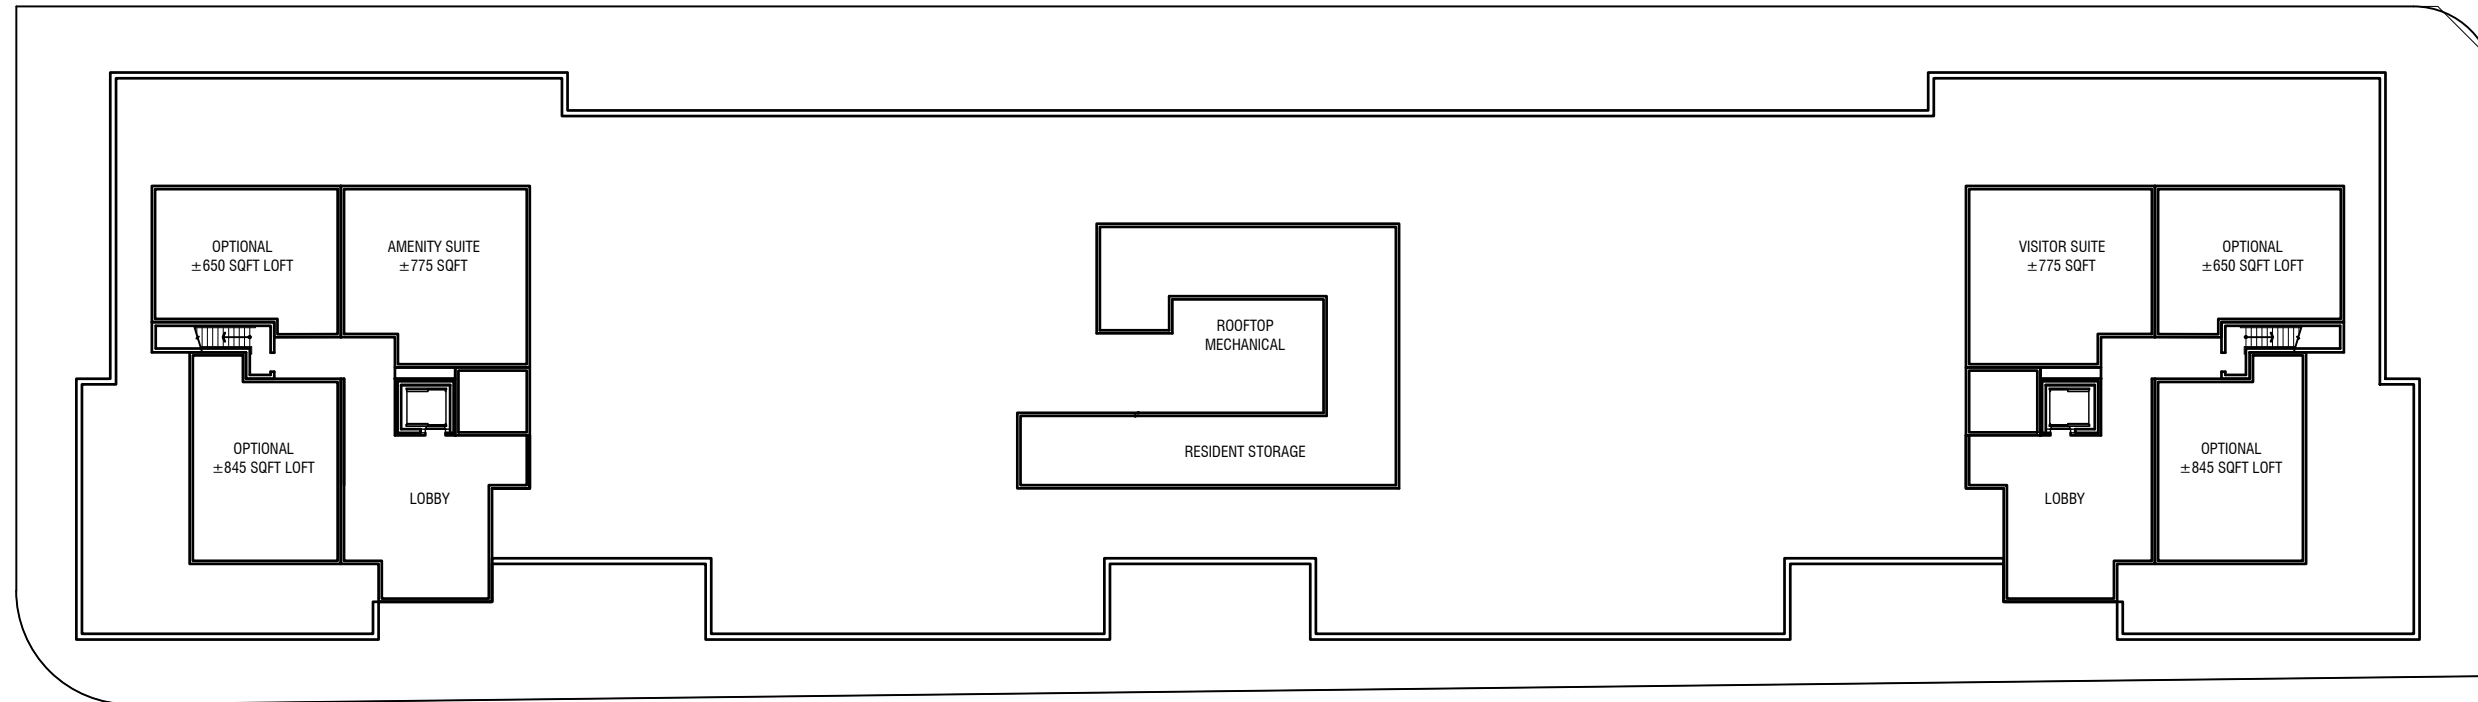 OPTIONAL
±650 SQFT LOFT
AMENITY SUITE
±775 SQFT
VISITOR SUITE
±775 SQFT
OPTIONAL
±650 SQFT LOFT
ROOFTOP
MECHANICAL
RESIDENT STORAGE
OPTIONAL
±845 SQFT LOFT
LOBBY
LOBBY
OPTIONAL
±845 SQFT LOFT